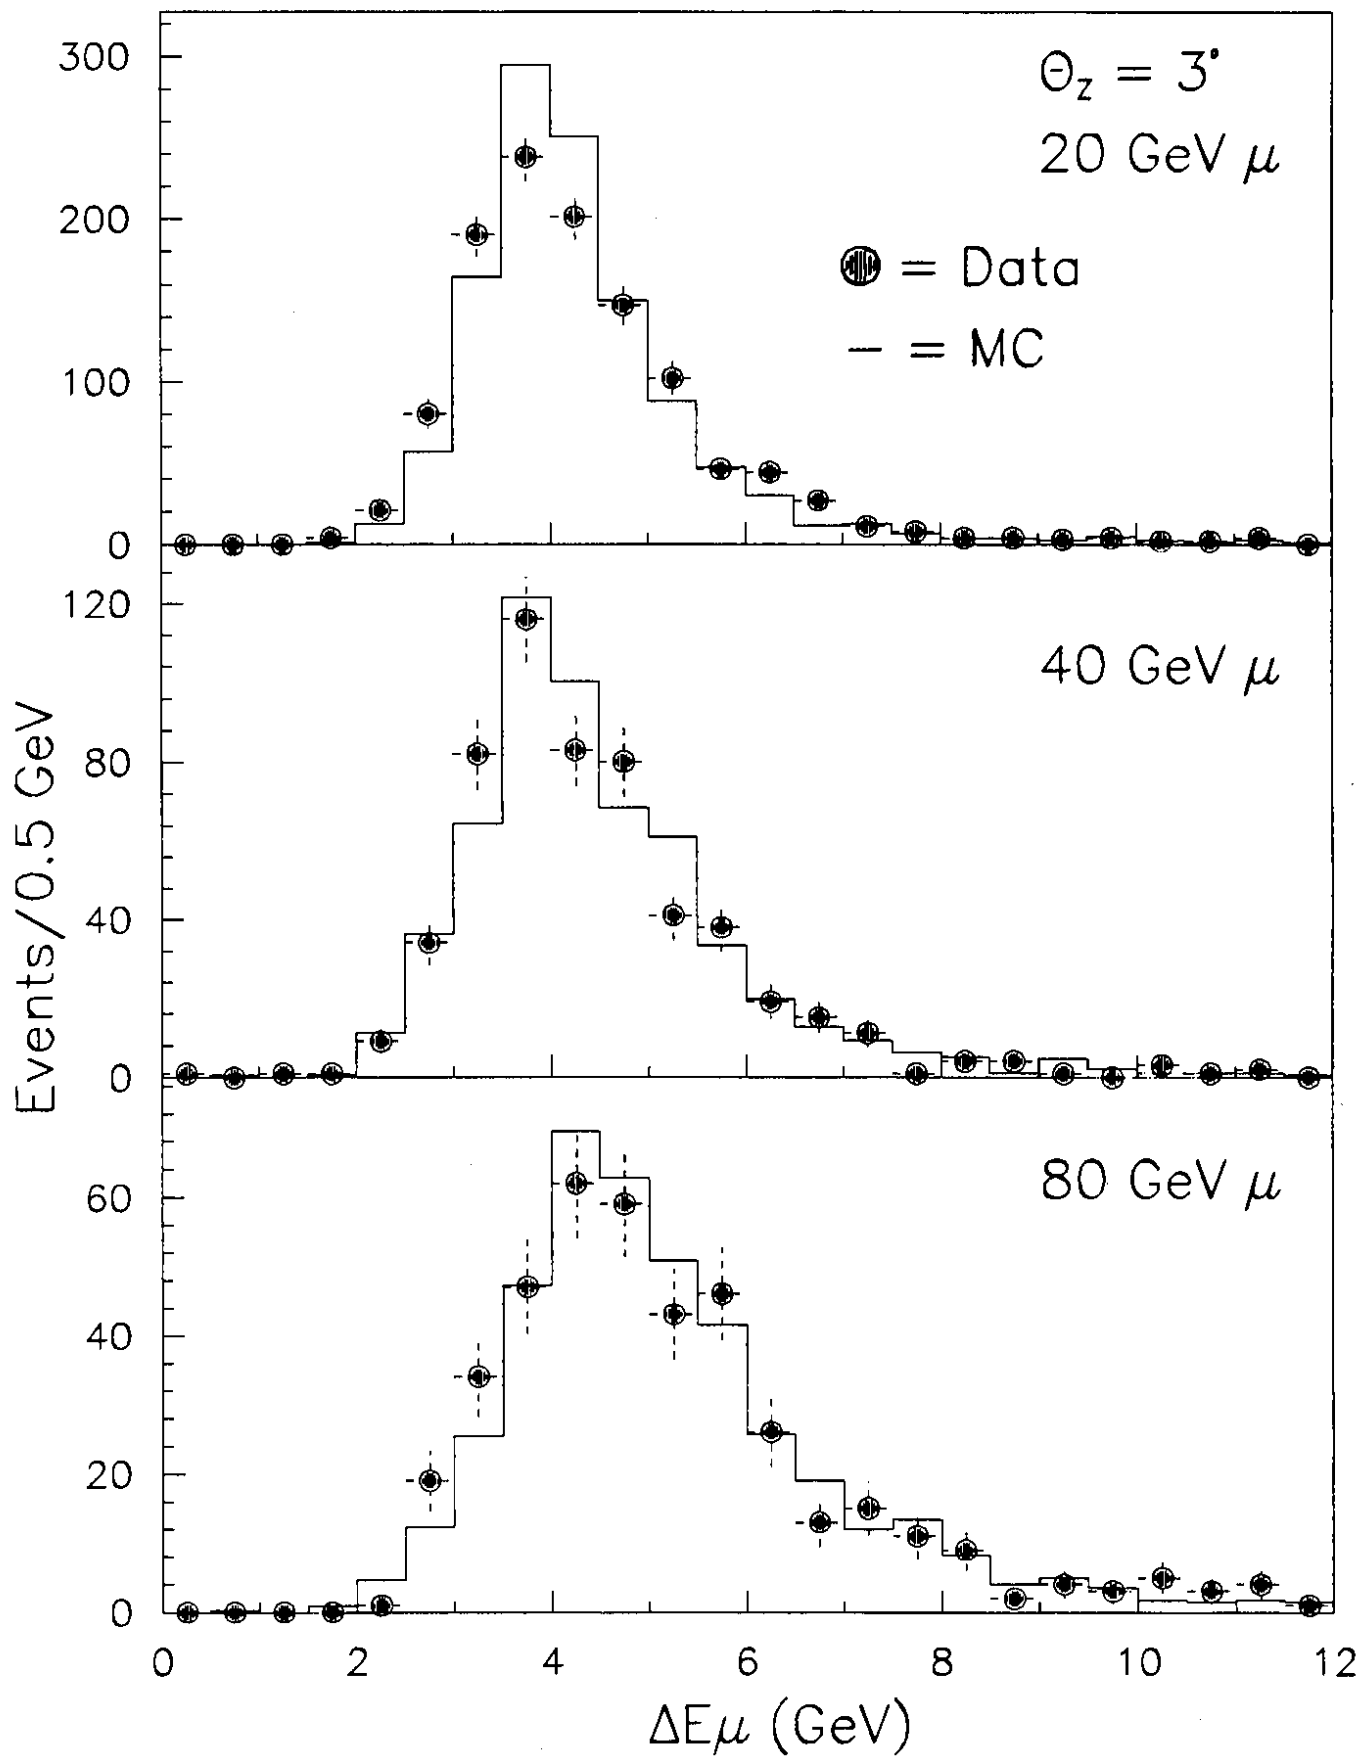 300
200
100
0
Θz = 3°
20 GeV μ
= Data
– = MC
120
80
40
0
40 GeV μ
Events/0.5 GeV
60
40
20
0
80 GeV μ
0 2 4 6 8 10 12
ΔEμ (GeV)